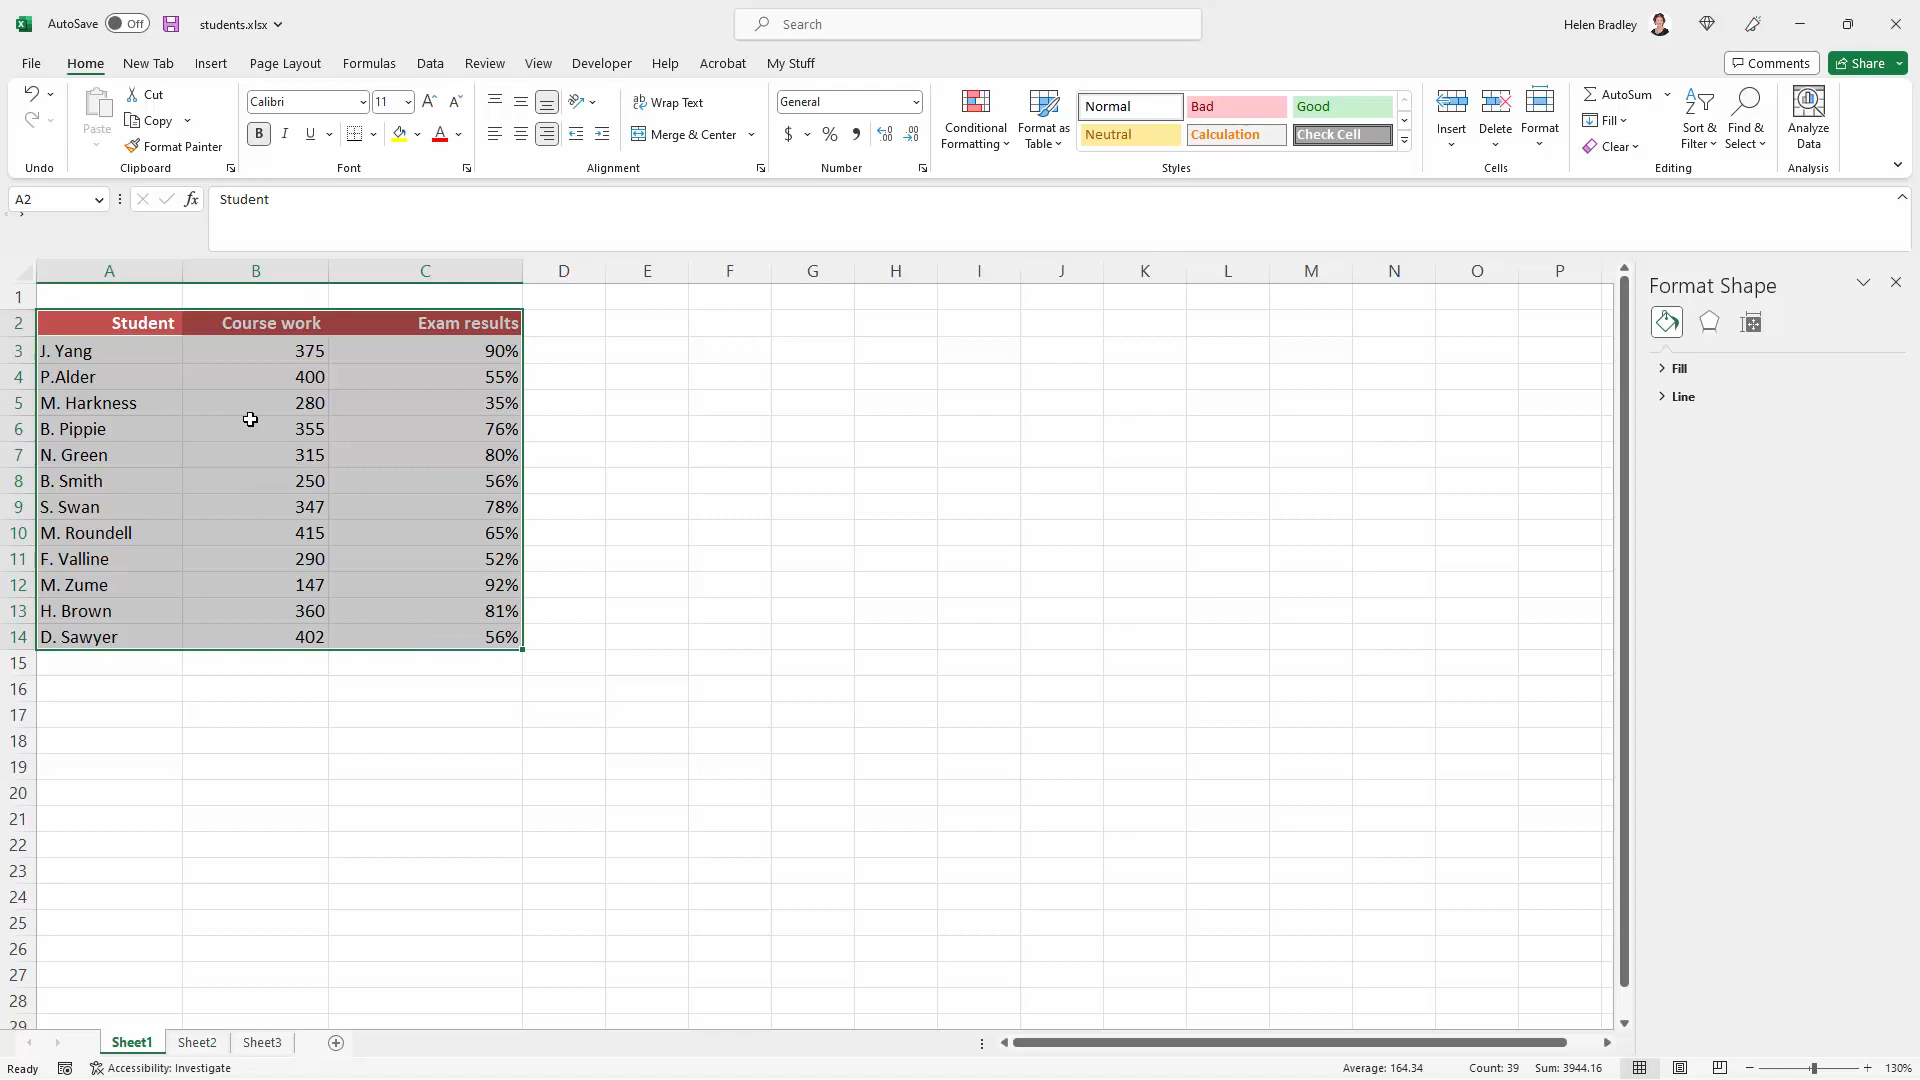 AutoSave Off students.xlsx Search Helen Bradley
File Home New Tab Insert Page Layout Formulas Data Review View Developer Help Acrobat My Stuff Comments Share
Undo
Paste
Cut
Copy
Format Painter
Clipboard
Calibri 11
B I U
Font
Wrap Text
Merge & Center
Alignment
General
$ % ,
Number
Conditional Formatting
Format as Table
Normal Bad Good
Neutral Calculation Check Cell
Styles
Insert Delete Format
Cells
AutoSum
Fill
Clear
Sort & Filter
Find & Select
Editing
Analyze Data
Analysis
A2 fx Student
A B C D E F G H I J K L M N O P
1
2 Student Course work Exam results
3 J. Yang 375 90%
4 P.Alder 400 55%
5 M. Harkness 280 35%
6 B. Pippie 355 76%
7 N. Green 315 80%
8 B. Smith 250 56%
9 S. Swan 347 78%
10 M. Roundell 415 65%
11 F. Valline 290 52%
12 M. Zume 147 92%
13 H. Brown 360 81%
14 D. Sawyer 402 56%
15
16
17
18
19
20
21
22
23
24
25
26
27
28
29
Format Shape
Fill
Line
Sheet1 Sheet2 Sheet3
Ready Accessibility: Investigate Average: 164.34 Count: 39 Sum: 3944.16 130%